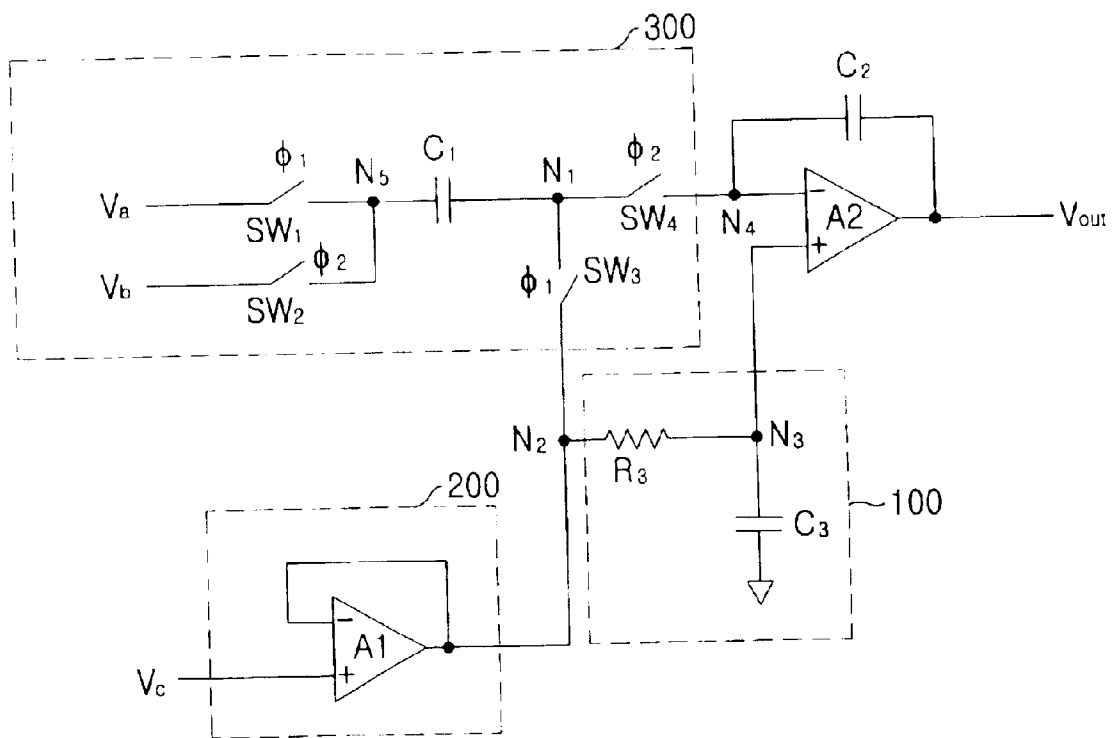 300
C₂
ϕ₁
N₅
C₁
N₁
ϕ₂
Va
SW₁
SW₄
N₄
−
A2
+
Vout
Vb
ϕ₂
SW₂
ϕ₁
SW₃
N₂
R₃
N₃
200
100
C₃
−
A1
+
Vc